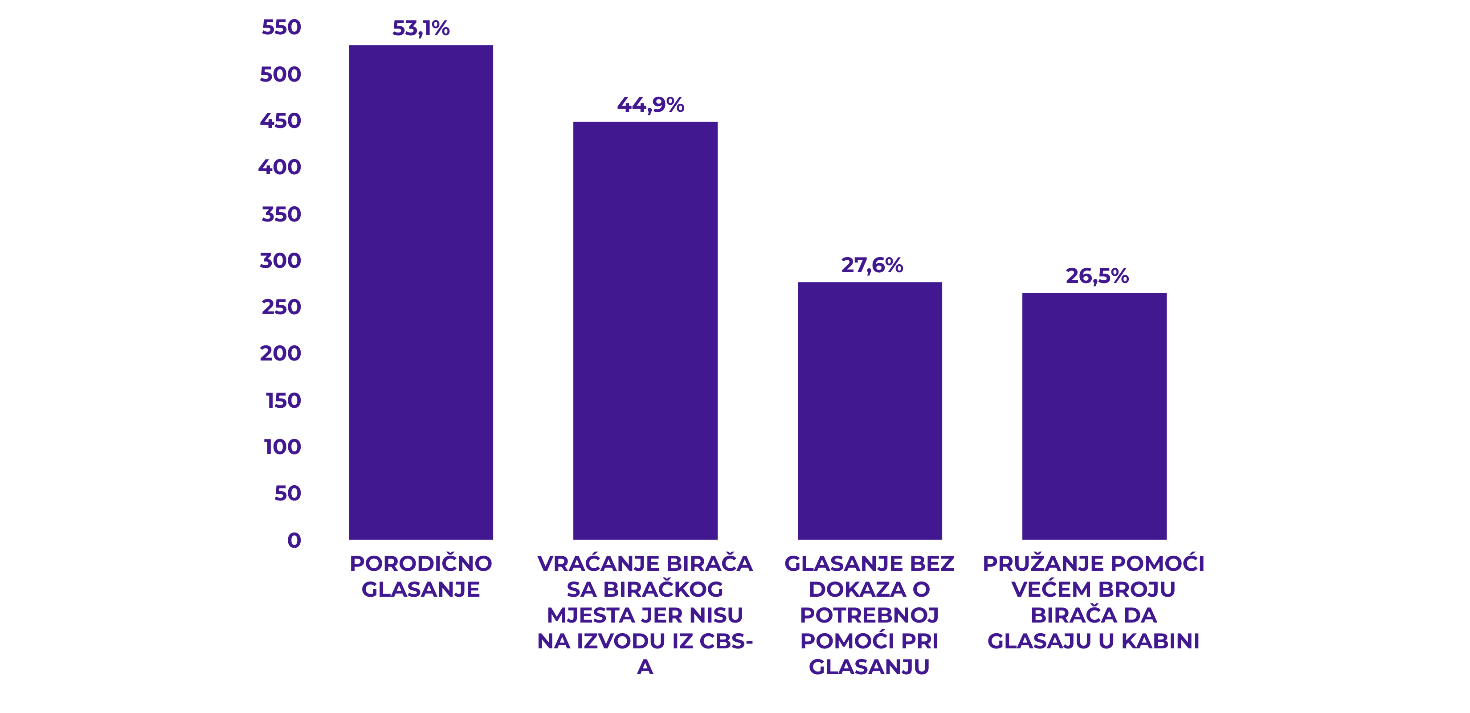 550
500
450
400
350
300
250
200
150
100
50
0
53,1%
44,9%
27,6%
26,5%
PORODIČNO
GLASANJE
VRAĆANJE BIRAČA
SA BIRAČKOG
MJESTA JER NISU
NA IZVODU IZ CBS-
A
GLASANJE BEZ
DOKAZA O
POTREBNOJ
POMOĆI PRI
GLASANJU
PRUŽANJE POMOĆI
VEĆEM BROJU
BIRAČA DA
GLASAJU U KABINI